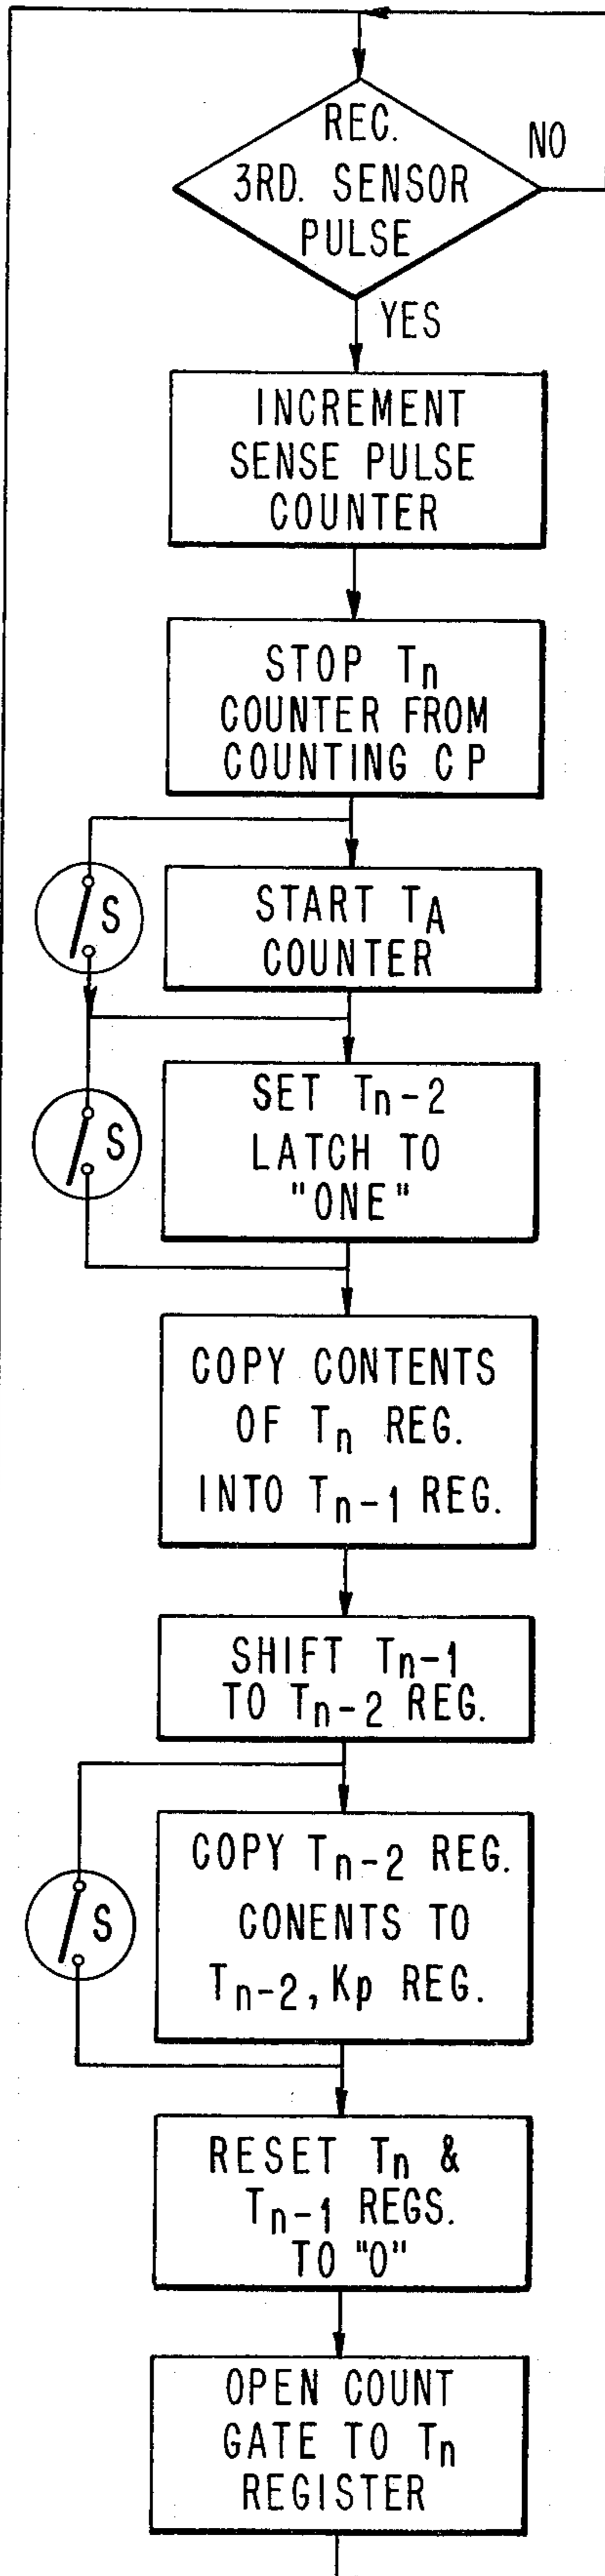 REC.
3RD. SENSOR
PULSE
NO
YES
INCREMENT
SENSE PULSE
COUNTER
STOP Tn
COUNTER FROM
COUNTING CP
START TA
COUNTER
S
SET Tn-2
LATCH TO
"ONE"
S
COPY CONTENTS
OF Tn REG.
INTO Tn-1 REG.
SHIFT Tn-1
TO Tn-2 REG.
COPY Tn-2 REG.
CONENTS TO
Tn-2, Kp REG.
S
RESET Tn &
Tn-1 REGS.
TO "0"
OPEN COUNT
GATE TO Tn
REGISTER